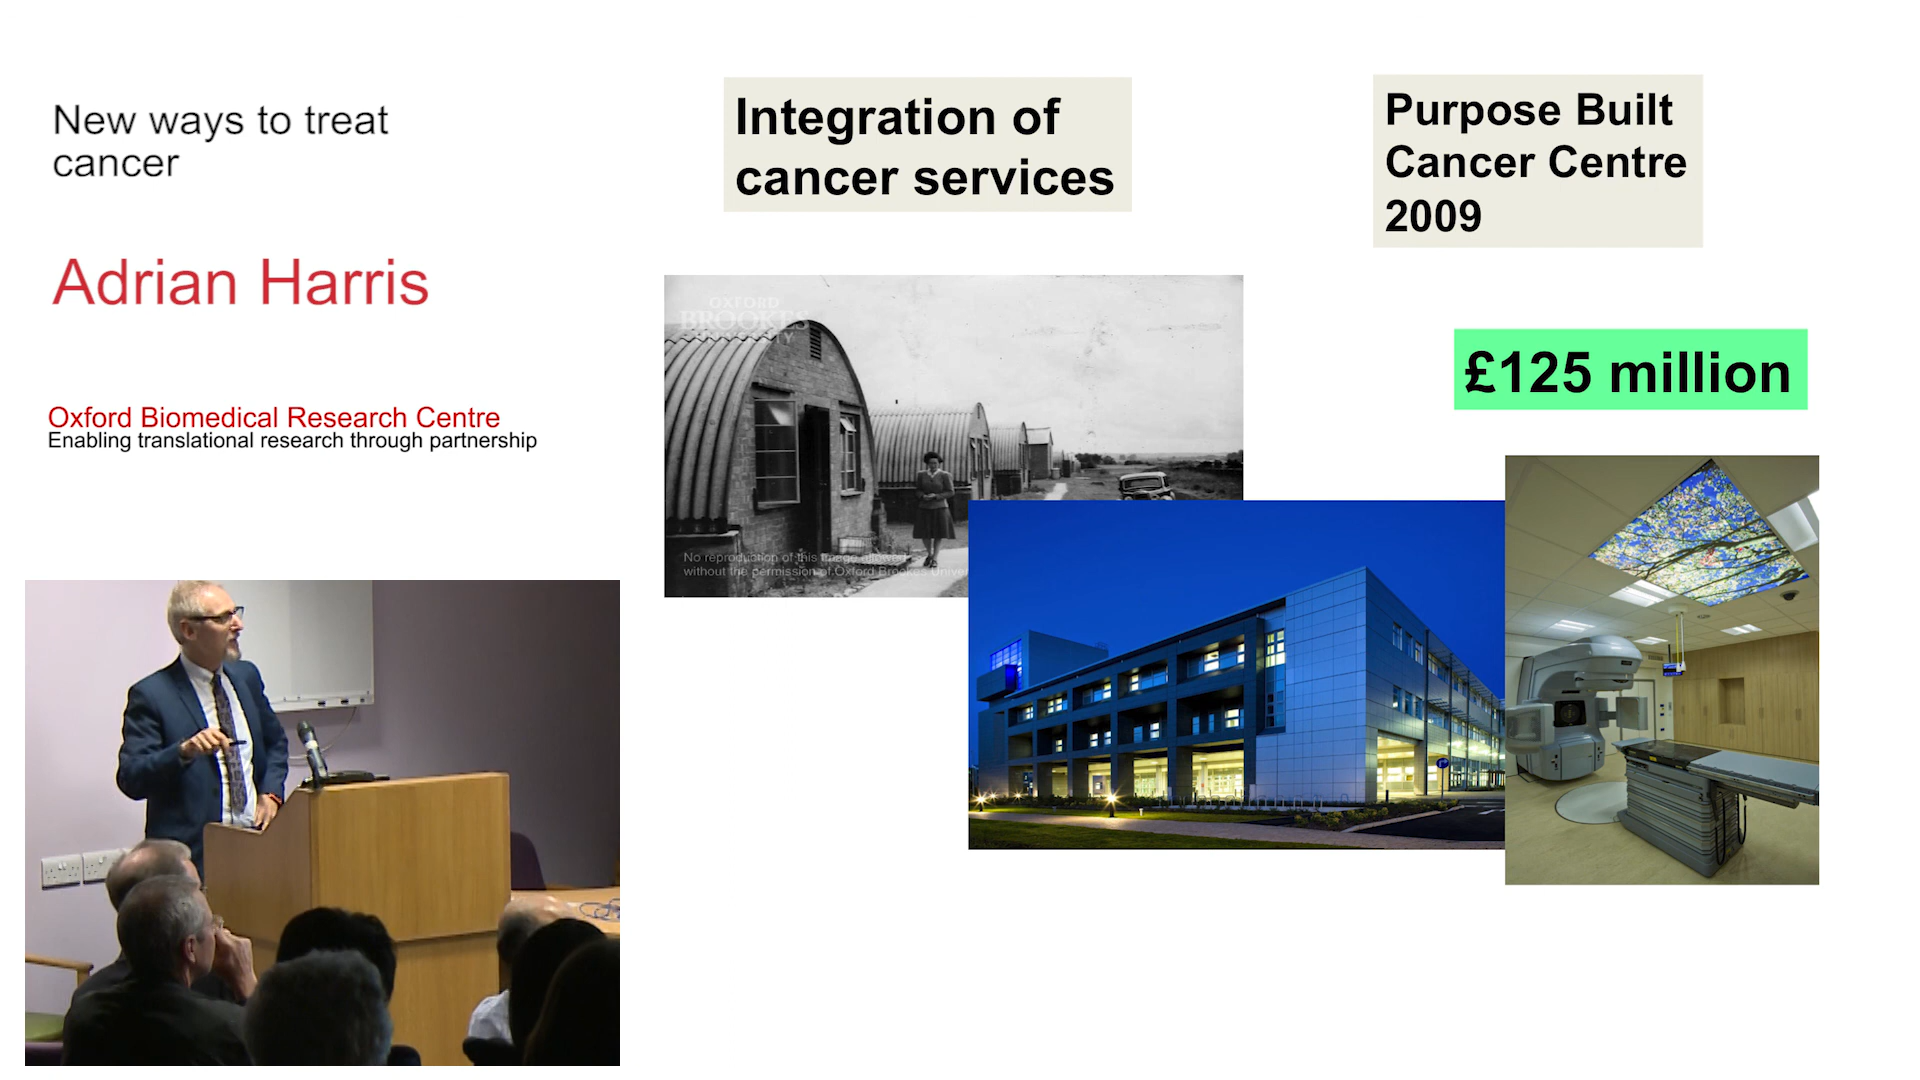 New ways to treat
cancer
Adrian Harris
Oxford Biomedical Research Centre
Enabling translational research through partnership
Integration of
cancer services
Purpose Built
Cancer Centre
2009
£125 million
OXFORD
BROOKES
No reproduction of this image allowed
without the permission of Oxford Brookes